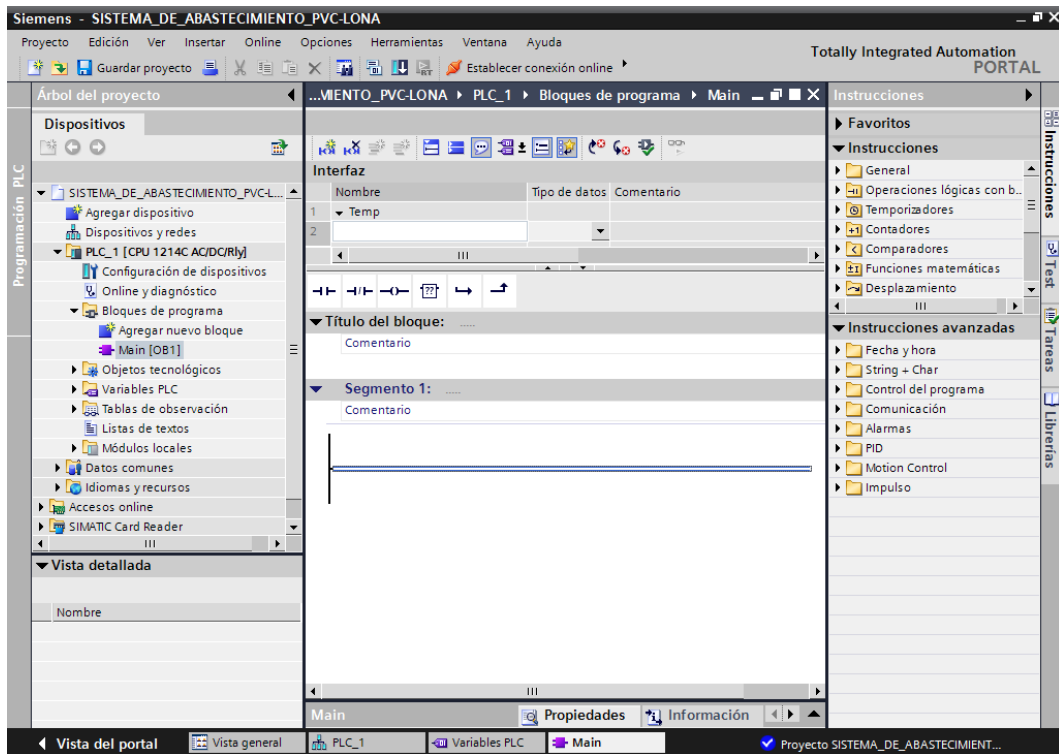 Siemens - SISTEMA_DE_ABASTECIMIENTO_PVC-LONA
Proyecto Edición Ver Insertar Online Opciones Herramientas Ventana Ayuda
Totally Integrated Automation
PORTAL
Guardar proyecto
Establecer conexión online
Programación PLC
Árbol del proyecto
Dispositivos
SISTEMA_DE_ABASTECIMIENTO_PVC-L...
Agregar dispositivo
Dispositivos y redes
PLC_1 [CPU 1214C AC/DC/Rly]
Configuración de dispositivos
Online y diagnóstico
Bloques de programa
Agregar nuevo bloque
Main [OB1]
Objetos tecnológicos
Variables PLC
Tablas de observación
Listas de textos
Módulos locales
Datos comunes
Idiomas y recursos
Accesos online
SIMATIC Card Reader
Vista detallada
Nombre
...MIENTO_PVC-LONA PLC_1 Bloques de programa Main
Interfaz
Nombre Tipo de datos Comentario
1 Temp
2
??
Título del bloque: .....
Comentario
Segmento 1: .....
Comentario
Main
Propiedades Información
Instrucciones
Favoritos
Instrucciones
General
Operaciones lógicas con b..
Temporizadores
Contadores
Comparadores
Funciones matemáticas
Desplazamiento
Instrucciones avanzadas
Fecha y hora
String + Char
Control del programa
Comunicación
Alarmas
PID
Motion Control
Impulso
Instrucciones
Test
Tareas
Librerías
Vista del portal Vista general PLC_1 Variables PLC Main Proyecto SISTEMA_DE_ABASTECIMIENT...